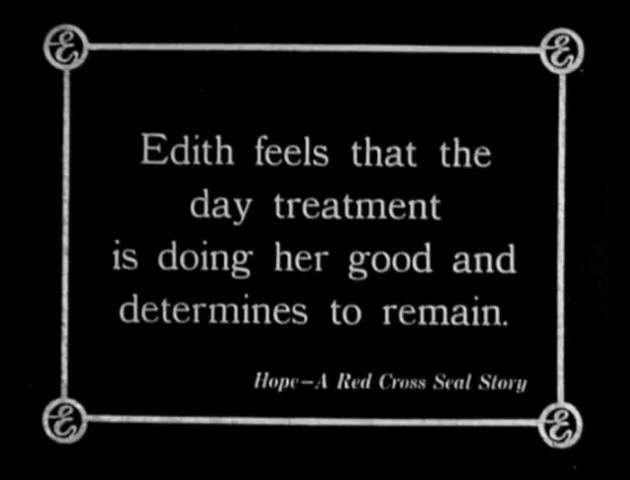 Edith feels that the
day treatment
is doing her good and
determines to remain.
Hope—A Red Cross Seal Story